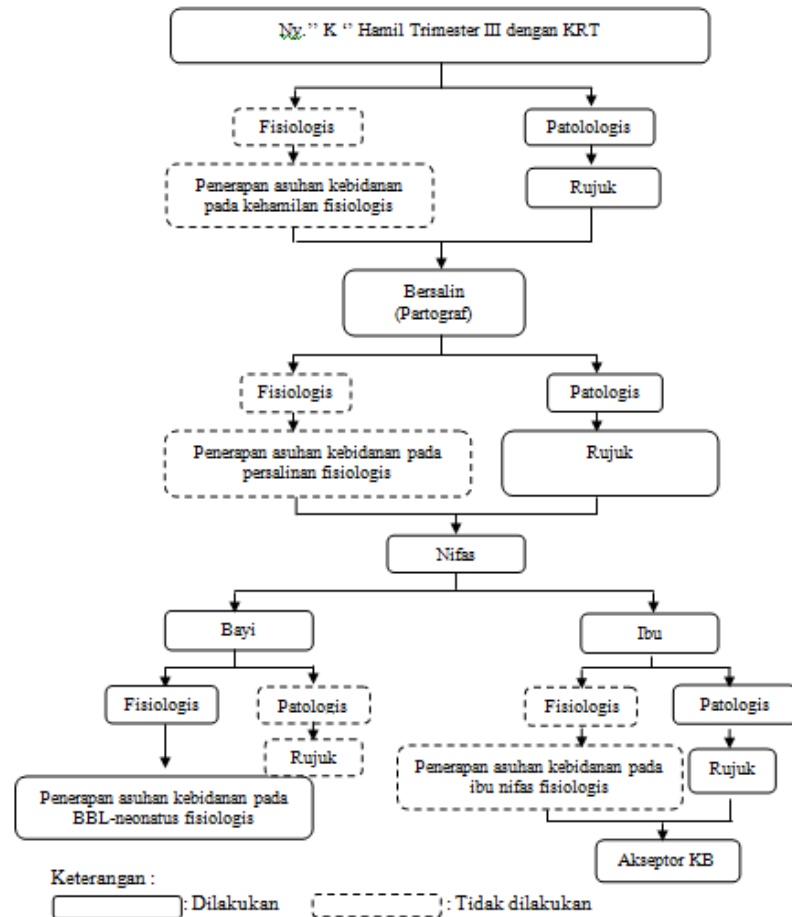 Ny.’’ K ‘’ Hamil Trimester III dengan KRT
Fisiologis
Patolologis
Penerapan asuhan kebidanan
pada kehamilan fisiologis
Rujuk
Bersalin
(Partograf)
Fisiologis
Patologis
Penerapan asuhan kebidanan pada
persalinan fisiologis
Rujuk
Nifas
Bayi
Ibu
Fisiologis
Patologis
Fisiologis
Patologis
Rujuk
Penerapan asuhan kebidanan pada
ibu nifas fisiologis
Rujuk
Penerapan asuhan kebidanan pada
BBL-neonatus fisiologis
Akseptor KB
Keterangan :
: Dilakukan
: Tidak dilakukan